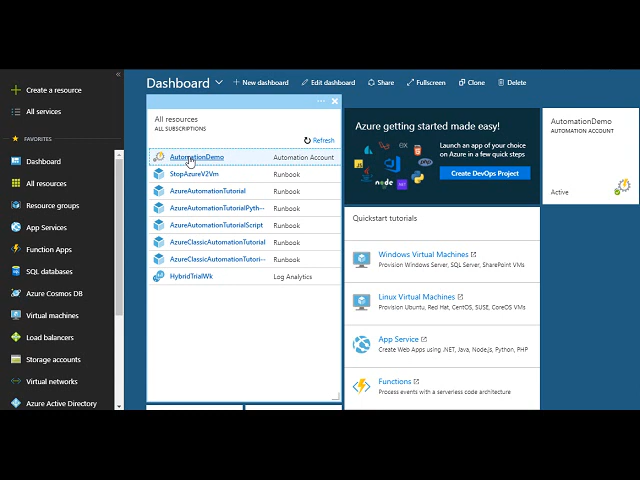 Create a resource
All services
FAVORITES
Dashboard
All resources
Resource groups
App Services
Function Apps
SQL databases
Azure Cosmos DB
Virtual machines
Load balancers
Storage accounts
Virtual networks
Azure Active Directory
Dashboard
New dashboard
Edit dashboard
Share
Fullscreen
Clone
Delete
All resources
ALL SUBSCRIPTIONS
Refresh
AutomationDemo Automation Account
StopAzureV2Vm Runbook
AzureAutomationTutorial Runbook
AzureAutomationTutorialPyth··· Runbook
AzureAutomationTutorialScript Runbook
AzureClassicAutomationTutorial Runbook
AzureClassicAutomationTutori··· Runbook
HybridTrialWk Log Analytics
Azure getting started made easy!
Launch an app of your choice
on Azure in a few quick steps
Create DevOps Project
JS
ex
php
node
.NET
Quickstart tutorials
Windows Virtual Machines
Provision Windows Server, SQL Server, SharePoint VMs
Linux Virtual Machines
Provision Ubuntu, Red Hat, CentOS, SUSE, CoreOS VMs
App Service
Create Web Apps using .NET, Java, Node.js, Python, PHP
Functions
Process events with a serverless code architecture
AutomationDemo
AUTOMATION ACCOUNT
Active